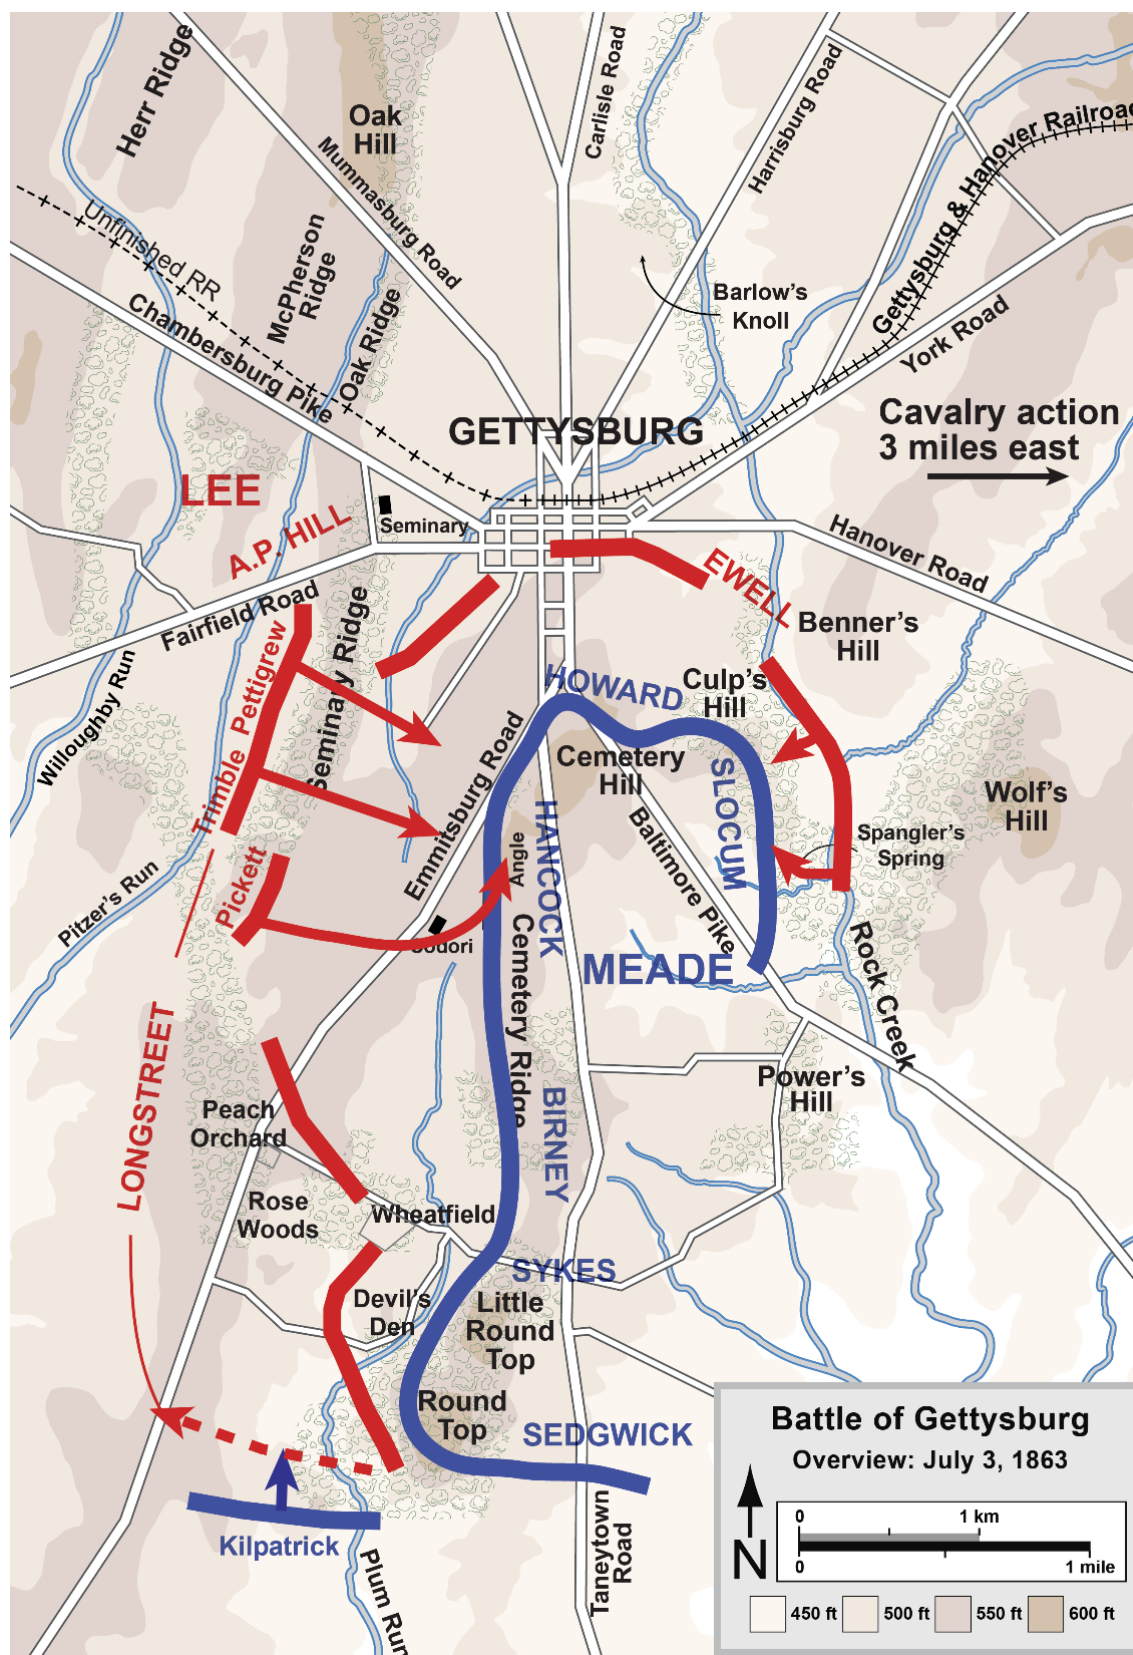 Herr Ridge
Oak
Hill
Mummasburg Road
Carlisle Road
Harrisburg Road
Gettysburg & Hanover Railroad
Unfinished RR
McPherson
Ridge
Oak Ridge
Chambersburg Pike
Barlow's
Knoll
York Road
GETTYSBURG
Cavalry action
3 miles east
LEE
A.P. HILL
Seminary
Hanover Road
EWELL
Fairfield Road
Benner's
Hill
Seminary Ridge
Pettigrew
Trimble
Willoughby Run
HOWARD
Culp's
Hill
Emmitsburg Road
Cemetery
Hill
SLOCUM
Wolf's
Hill
HANCOCK
Baltimore Pike
Angle
Spangler's
Spring
Pickett
Pitzer's Run
Codori
Cemetery Ridge
MEADE
Rock Creek
LONGSTREET
Peach
Orchard
BIRNEY
Power's
Hill
Rose
Woods
Wheatfield
SYKES
Devil's
Den
Little
Round
Top
Round
Top
SEDGWICK
Kilpatrick
Plum Run
Taneytown
Road
Battle of Gettysburg
Overview: July 3, 1863
N
0 1 km
0 1 mile
450 ft 500 ft 550 ft 600 ft